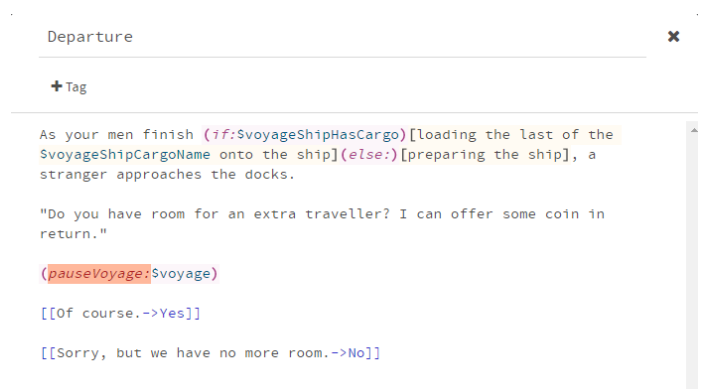 Departure
+ Tag
As your men finish (if:$voyageShipHasCargo)[loading the last of the
$voyageShipCargoName onto the ship](else:)[preparing the ship], a
stranger approaches the docks.
"Do you have room for an extra traveller? I can offer some coin in
return."
(pauseVoyage:$voyage)
[[Of course.->Yes]]
[[Sorry, but we have no more room.->No]]